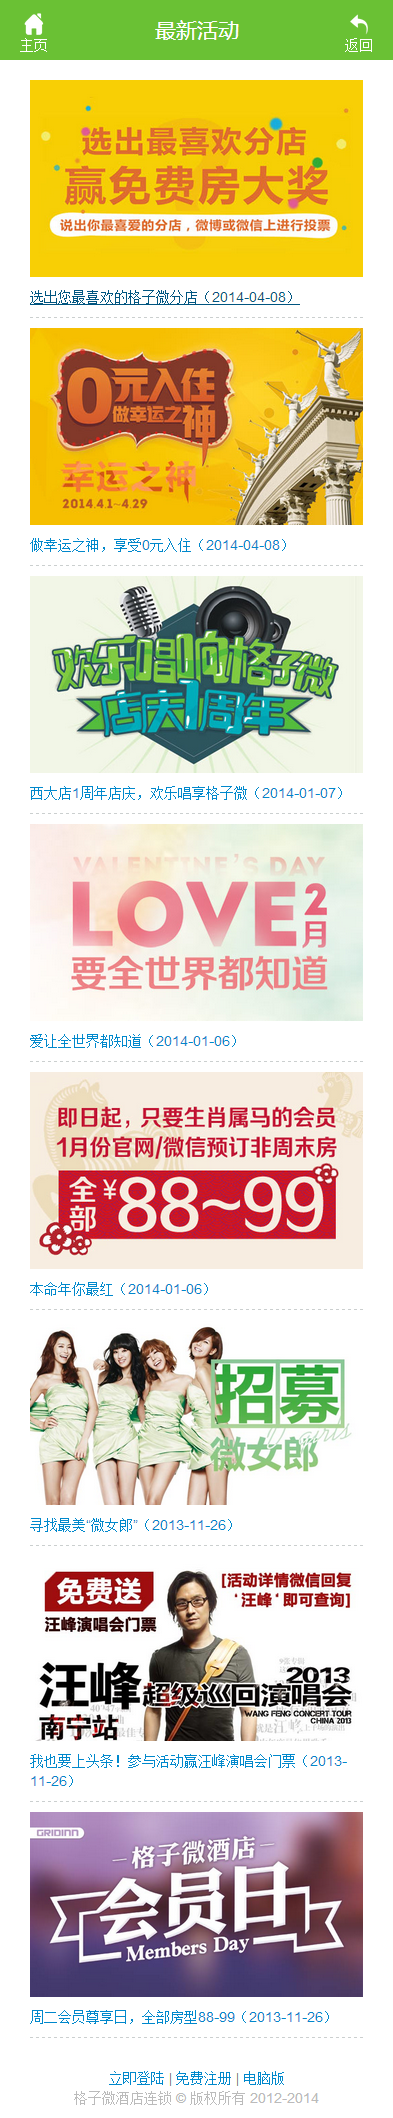 主页
最新活动
返回
选出最喜欢分店
赢免费房大奖
说出你最喜爱的分店，微博或微信上进行投票
选出您最喜欢的格子微分店（2014-04-08）
0元入住
做幸运之神
幸运之神
2014.4.1~4.29
做幸运之神，享受0元入住（2014-04-08）
欢乐唱响格子微
店庆1周年
西大店1周年店庆，欢乐唱享格子微（2014-01-07）
VALENTINE'S DAY
LOVE 2月
要全世界都知道
爱让全世界都知道（2014-01-06）
即日起，只要生肖属马的会员
1月份官网/微信预订非周末房
全部 ¥88~99
本命年你最红（2014-01-06）
招募
微女郎
girls
寻找最美“微女郎”（2013-11-26）
免费送
汪峰演唱会门票
[活动详情微信回复
‘汪峰‘即可查询]
汪峰超级巡回演唱会
2013
WANG FENG CONCERT TOUR
CHINA 2013
南宁站
我也要上头条！参与活动赢汪峰演唱会门票（2013-
11-26）
GRIDINN
格子微酒店
会员日
Members Day
周二会员尊享日，全部房型88-99（2013-11-26）
立即登陆 | 免费注册 | 电脑版
格子微酒店连锁 © 版权所有 2012-2014